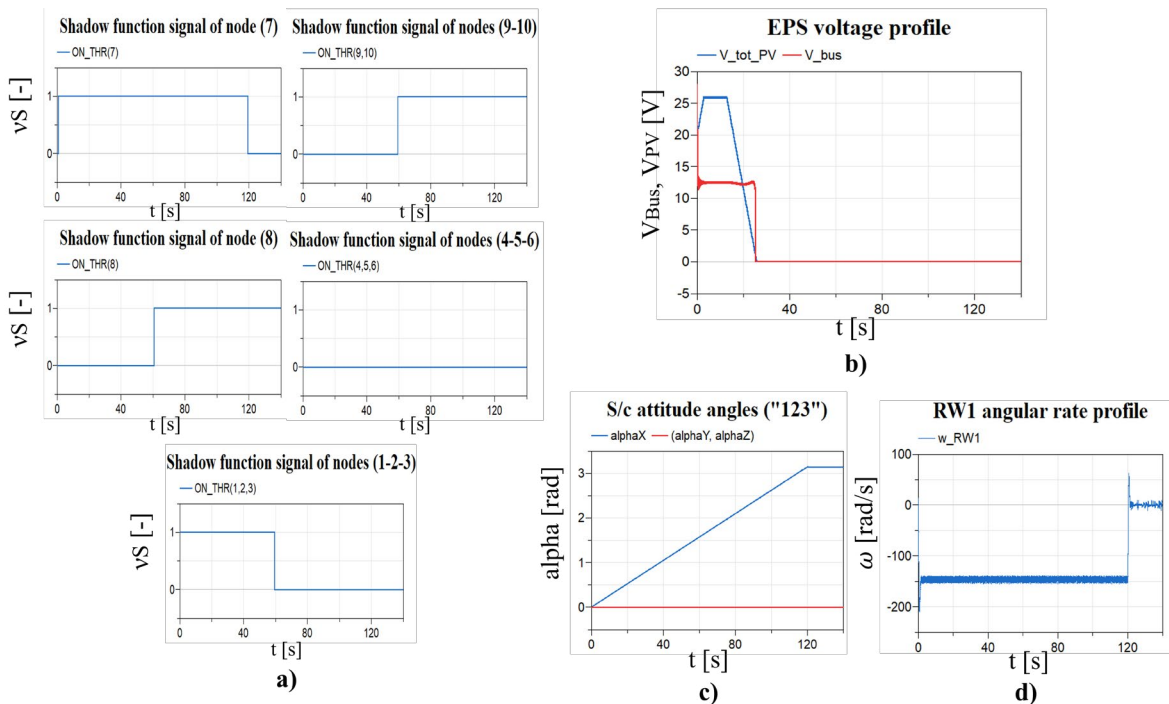 Shadow function signal of node (7)
ON_THR(7)
νS [-]
1
0
0
40
80
120
t [s]
Shadow function signal of nodes (9-10)
ON_THR(9,10)
1
0
0
40
80
120
t [s]
Shadow function signal of node (8)
ON_THR(8)
νS [-]
1
0
0
40
80
120
t [s]
Shadow function signal of nodes (4-5-6)
ON_THR(4,5,6)
1
0
0
40
80
120
t [s]
Shadow function signal of nodes (1-2-3)
ON_THR(1,2,3)
νS [-]
1
0
0
40
80
120
t [s]
a)
EPS voltage profile
V_tot_PV V_bus
VBus, VPV [V]
30
25
20
15
10
5
0
-5
0
40
80
120
t [s]
b)
S/c attitude angles ("123")
alphaX (alphaY, alphaZ)
alpha [rad]
3
2
1
0
0
40
80
120
t [s]
c)
RW1 angular rate profile
w_RW1
ω [rad/s]
100
0
-100
-200
0
40
80
120
t [s]
d)